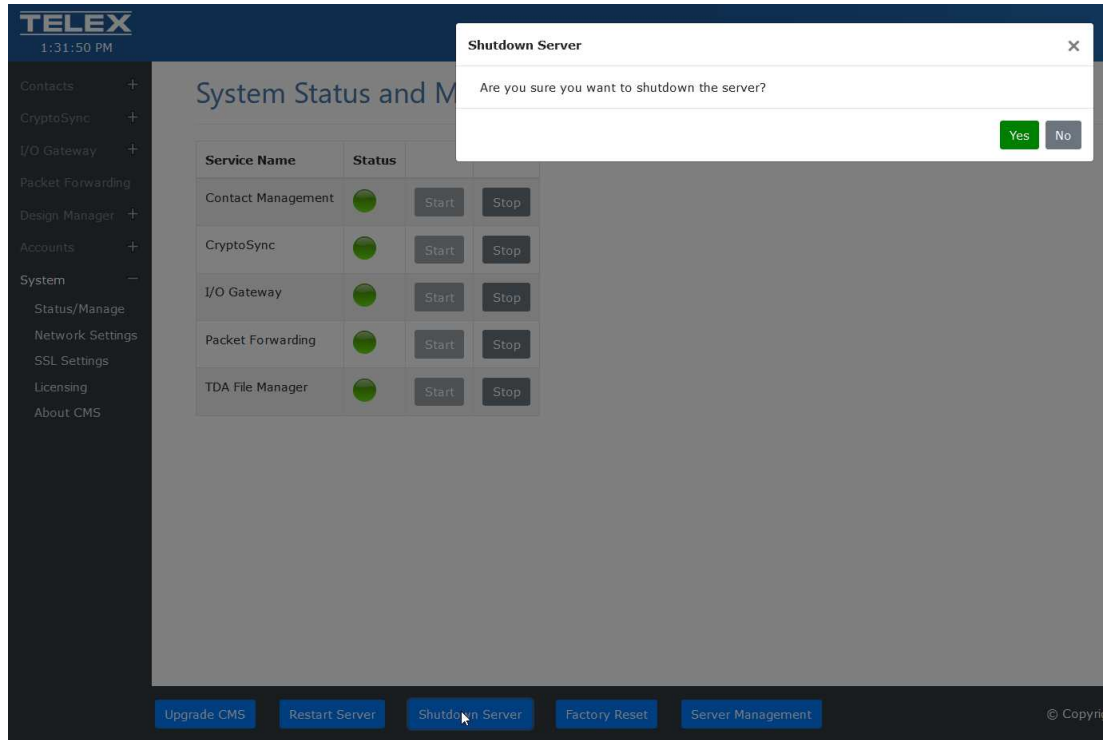 TELEX
1:31:50 PM
Shutdown Server ×
Are you sure you want to shutdown the server?
Yes No
Contacts +
CryptoSync +
I/O Gateway +
Packet Forwarding
Design Manager +
Accounts +
System −
Status/Manage
Network Settings
SSL Settings
Licensing
About CMS
System Status and M
Service Name Status
Contact Management Start Stop
CryptoSync Start Stop
I/O Gateway Start Stop
Packet Forwarding Start Stop
TDA File Manager Start Stop
Upgrade CMS Restart Server Shutdown Server Factory Reset Server Management © Copyri